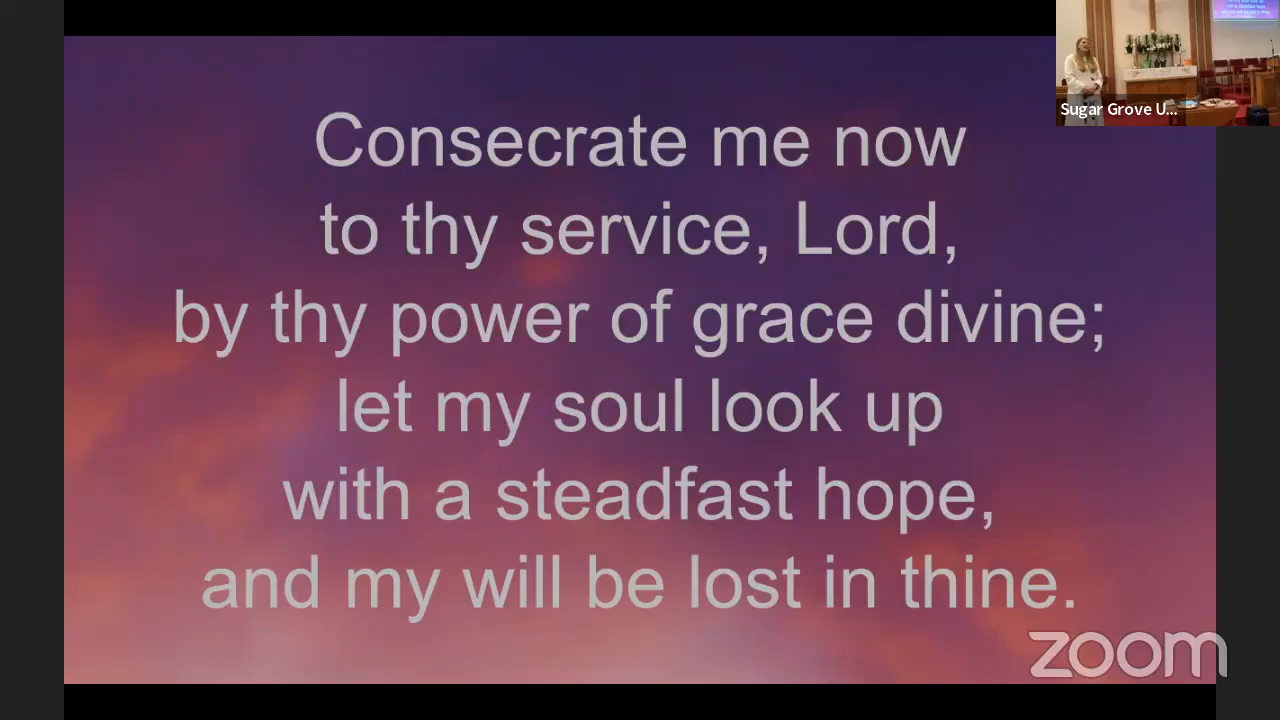 Consecrate me now
to thy service, Lord,
by thy power of grace divine;
let my soul look up
with a steadfast hope,
and my will be lost in thine.
Sugar Grove U...
zoom